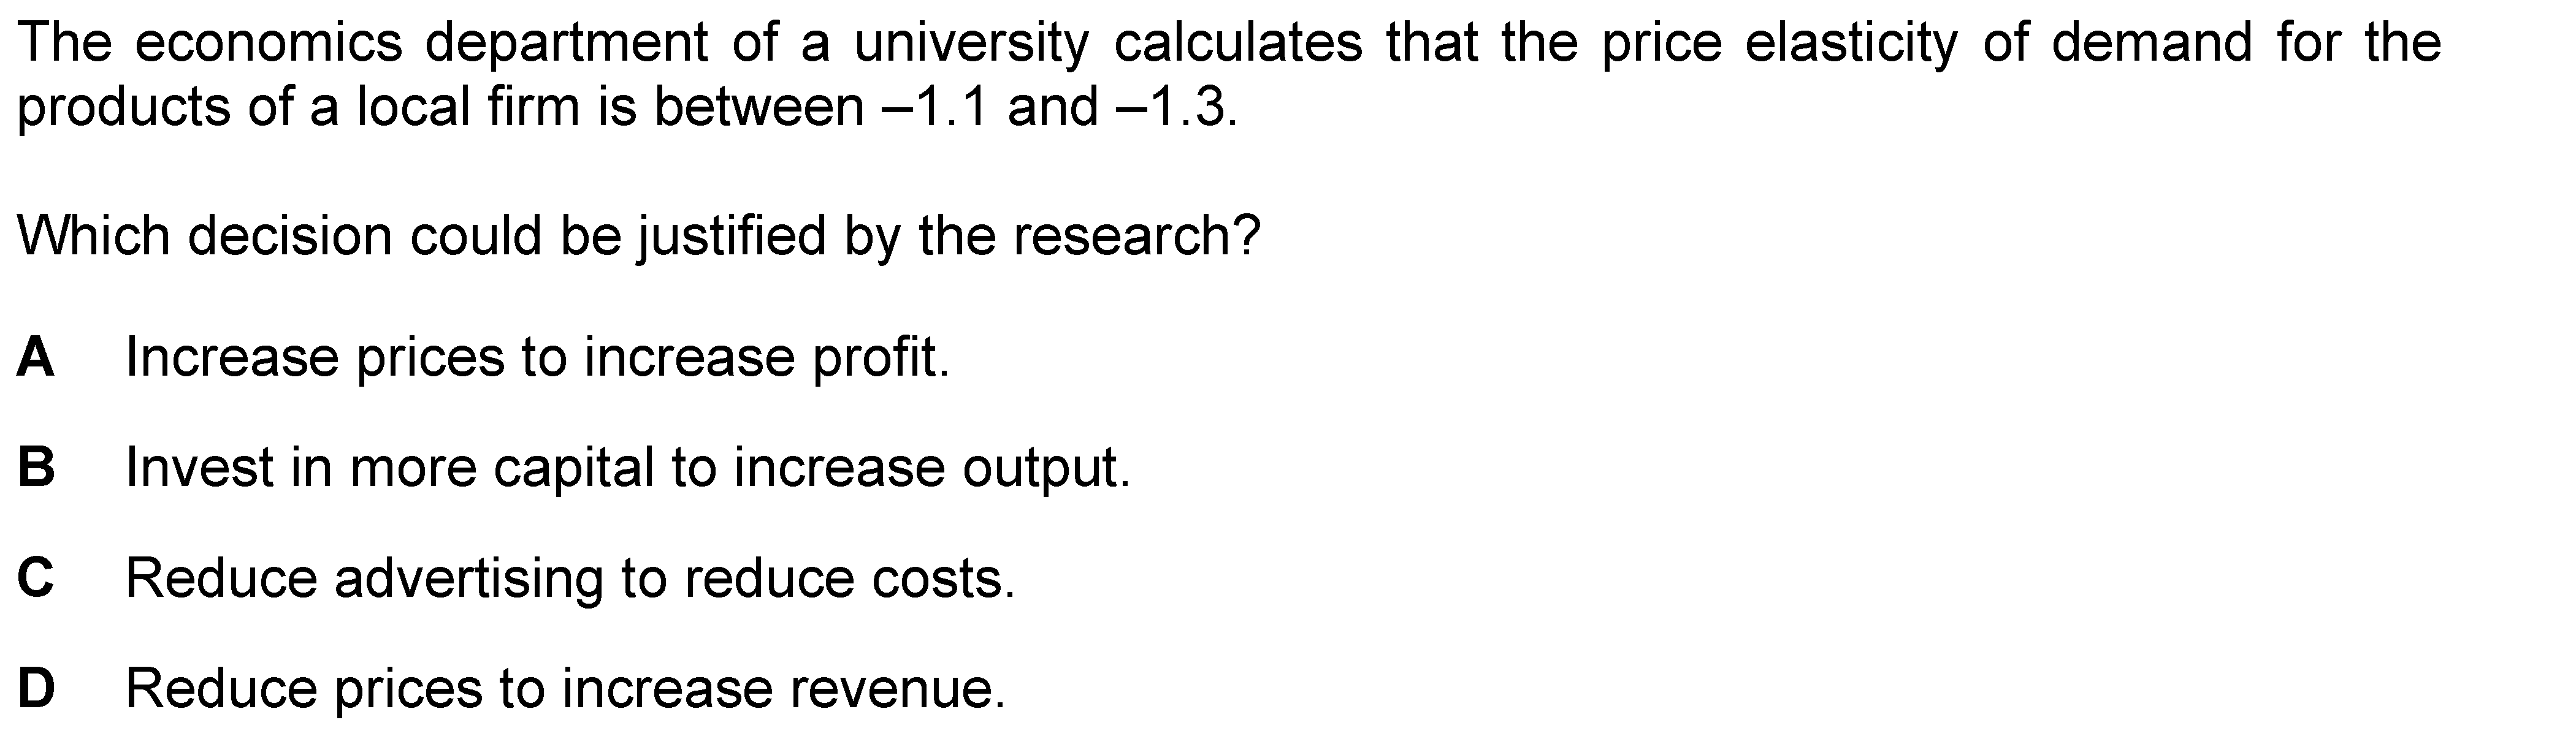 The economics department of a university calculates that the price elasticity of demand for the
products of a local firm is between –1.1 and –1.3.
Which decision could be justified by the research?
A Increase prices to increase profit.
B Invest in more capital to increase output.
C Reduce advertising to reduce costs.
D Reduce prices to increase revenue.